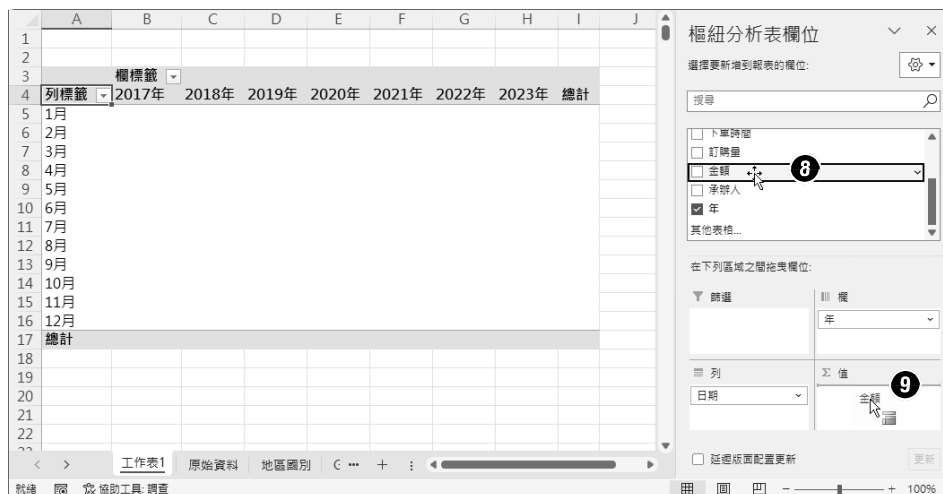 A B C D E F G H I J
1
2
3 欄標籤
4 列標籤 2017年 2018年 2019年 2020年 2021年 2022年 2023年 總計
5 1月
6 2月
7 3月
8 4月
9 5月
10 6月
11 7月
12 8月
13 9月
14 10月
15 11月
16 12月
17 總計
18
19
20
21
22
工作表1 原始資料 地區國別
就緒 協助工具: 調查
樞紐分析表欄位
選擇要新增到報表的欄位:
搜尋
下車時間
訂購量
金額 8
承辦人
年
其他表格...
在下列區域之間拖曳欄位:
篩選 欄
年
列 Σ 值 9
日期 金額
延遲版面配置更新 更新
100%